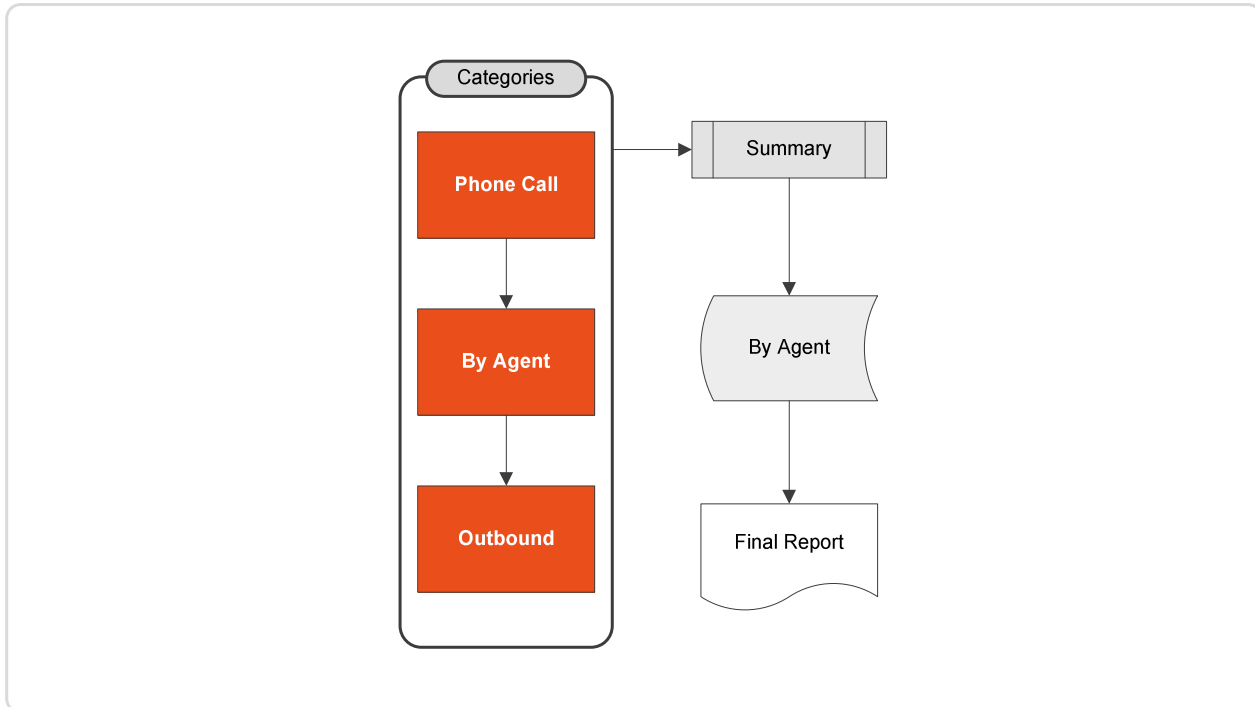 Categories
Phone Call
By Agent
Outbound
Summary
By Agent
Final Report